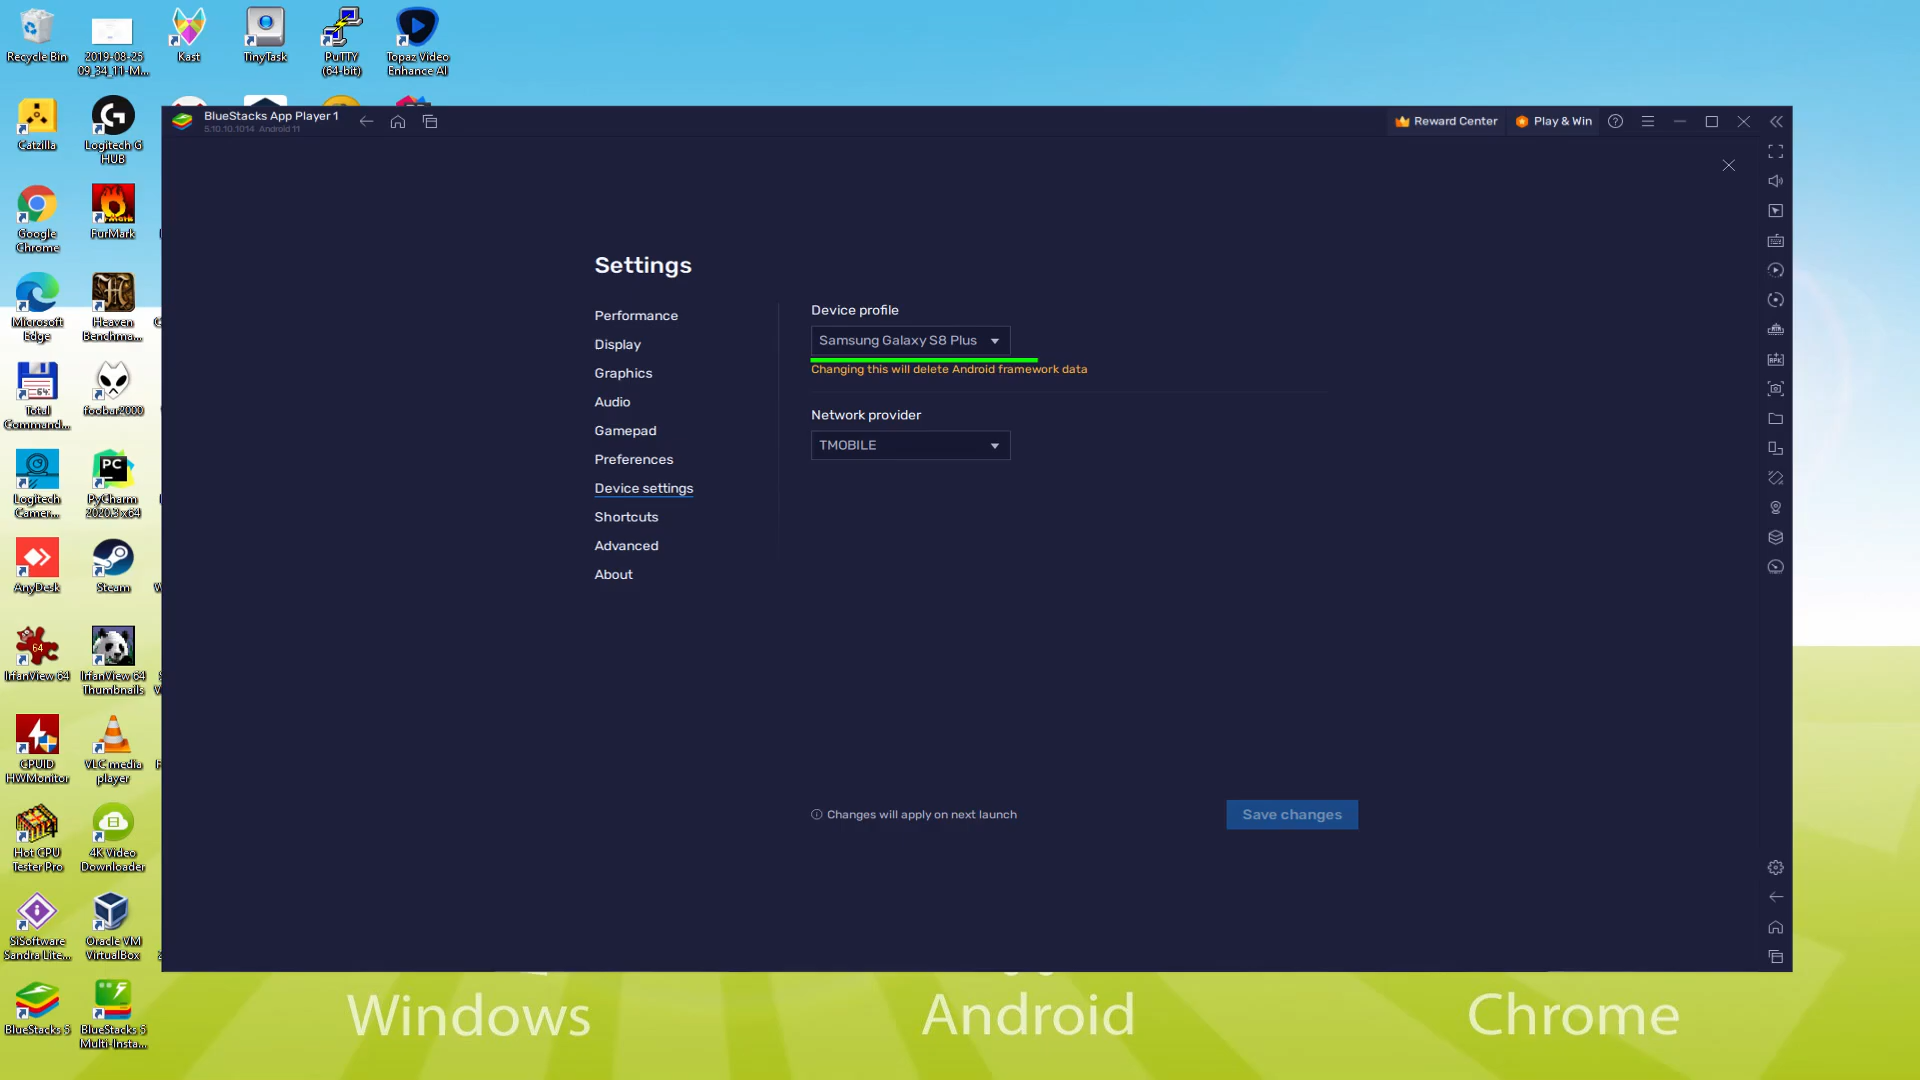 Recycle Bin
2019-08-25
09_34_11-M...
Kast
TinyTask
PuTTY
(64-bit)
Topaz Video
Enhance AI
Catzilla
Logitech G
HUB
Google
Chrome
FurMark
Microsoft
Edge
Heaven
Benchma...
Total
Command...
foobar2000
Logitech
Camer...
PyCharm
2020.3 x64
AnyDesk
Steam
IrfanView 64
IrfanView 64
Thumbnails
CPUID
HWMonitor
VLC media
player
Hot CPU
Tester Pro
4K Video
Downloader
SiSoftware
Sandra Lite...
Oracle VM
VirtualBox
BlueStacks 5
BlueStacks 5
Multi-Insta...
BlueStacks App Player 1
5.10.10.1014 Android 11
Reward Center
Play & Win
Settings
Performance
Display
Graphics
Audio
Gamepad
Preferences
Device settings
Shortcuts
Advanced
About
Device profile
Samsung Galaxy S8 Plus
Changing this will delete Android framework data
Network provider
TMOBILE
Changes will apply on next launch
Save changes
Windows
Android
Chrome